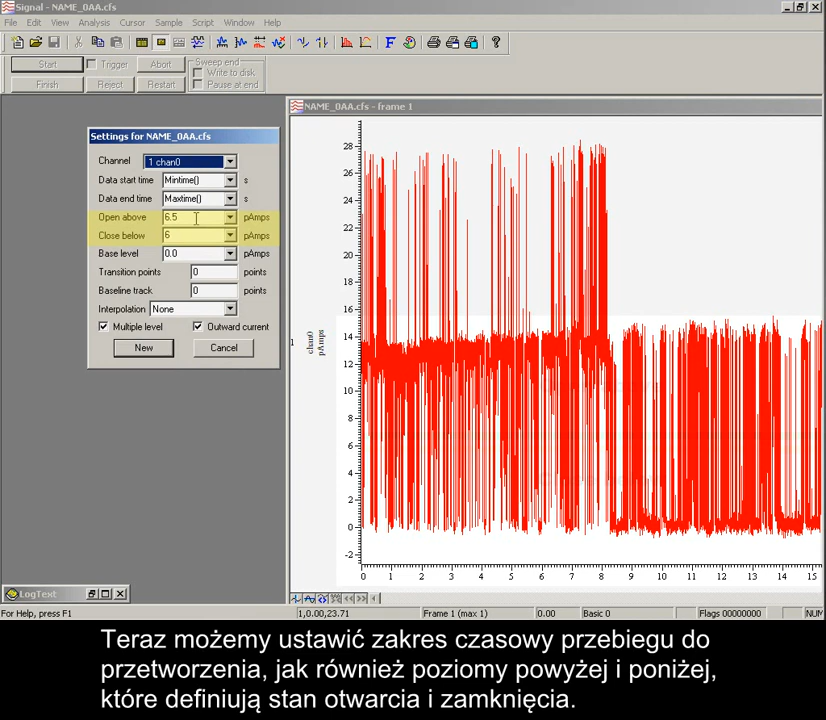 Signal - NAME_0AA.cfs
File Edit View Analysis Cursor Sample Script Window Help
Start Trigger Abort Sweep end
Write to disk
Finish Reject Restart Pause at end
NAME_0AA.cfs - frame 1
Settings for NAME_0AA.cfs
Channel 1 chan0
Data start time Mintime() s
Data end time Maxtime() s
Open above 6.5 pAmps
Close below 6 pAmps
Base level 0.0 pAmps
Transition points 0 points
Baseline track 0 points
Interpolation None
Multiple level Outward current
New Cancel
28
26
24
22
20
18
16
14
12
10
8
6
4
2
0
-2
1
chan0
pAmps
0 1 2 3 4 5 6 7 8 9 10 11 12 13 14 15
LogText
For Help, press F1 1,0.00,23.71 Frame 1 (max 1) 0.00 Basic 0 Flags 00000000 NUM
Teraz możemy ustawić zakres czasowy przebiegu do
przetworzenia, jak również poziomy powyżej i poniżej,
które definiują stan otwarcia i zamknięcia.